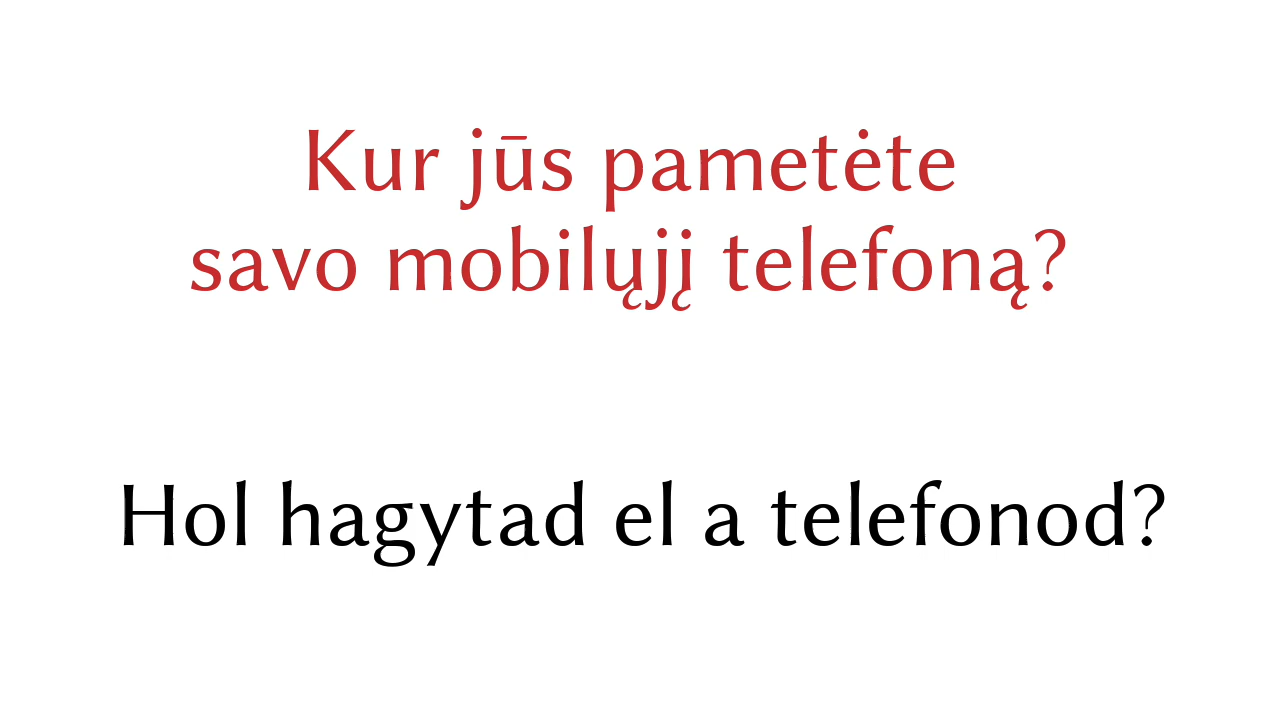 Kur jūs pametėte
savo mobilųjį telefoną?
Hol hagytad el a telefonod?